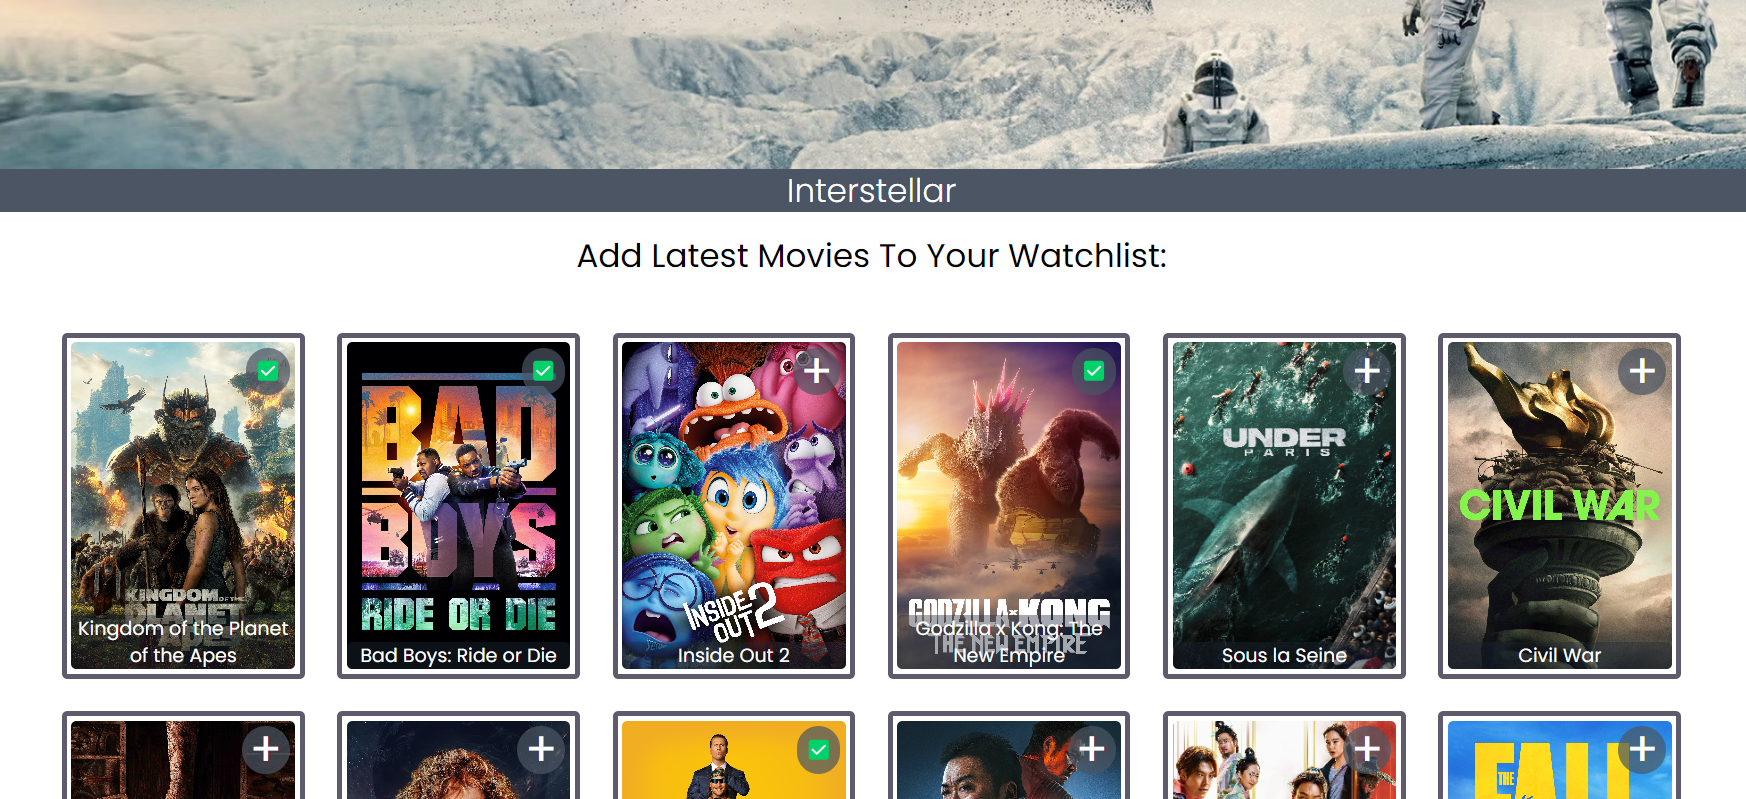 Interstellar
Add Latest Movies To Your Watchlist:
KINGDOM OF THE
PLANET
Kingdom of the Planet
of the Apes
BAD
BOYS
RIDE OR DIE
Bad Boys: Ride or Die
INSIDE
OUT 2
Inside Out 2
GODZILLA x KONG
THE NEW EMPIRE
Godzilla x Kong: The
New Empire
UNDER
PARIS
Sous la Seine
CIVIL WAR
Civil War
THE
FALL